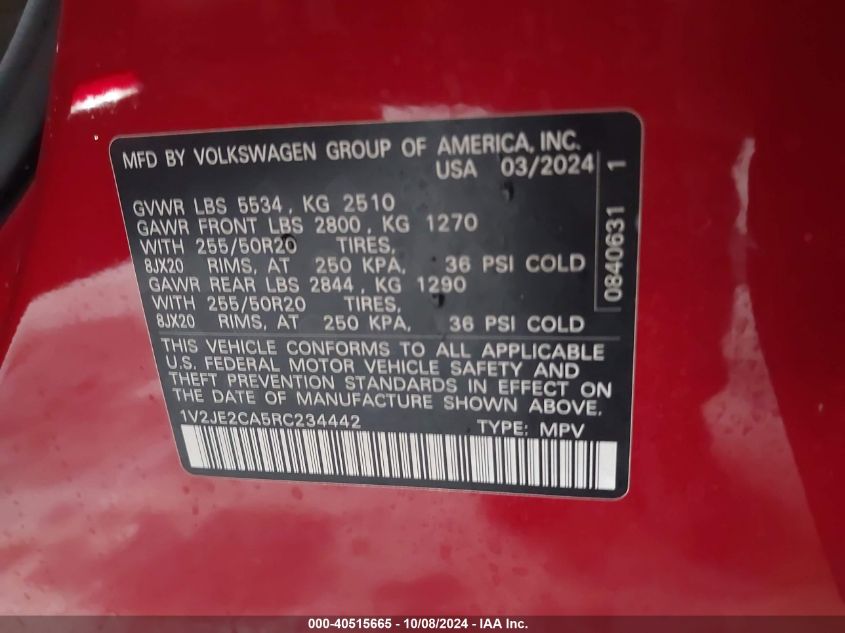 MFD BY VOLKSWAGEN GROUP OF AMERICA, INC.
USA 03/2024
GVWR LBS 5534, KG 2510
GAWR FRONT LBS 2800, KG 1270
WITH 255/50R20 TIRES,
8JX20 RIMS, AT 250 KPA, 36 PSI COLD
GAWR REAR LBS 2844, KG 1290
WITH 255/50R20 TIRES,
8JX20 RIMS, AT 250 KPA, 36 PSI COLD
THIS VEHICLE CONFORMS TO ALL APPLICABLE
U.S. FEDERAL MOTOR VEHICLE SAFETY AND
THEFT PREVENTION STANDARDS IN EFFECT ON
THE DATE OF MANUFACTURE SHOWN ABOVE.
1V2JE2CA5RC234442 TYPE: MPV
0840631 1
000-40515665 - 10/08/2024 - IAA Inc.